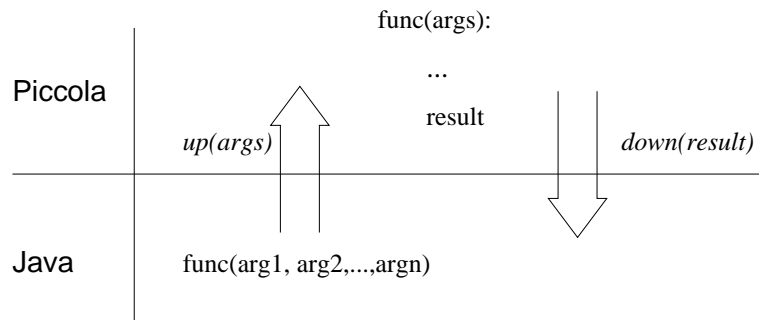 func(args):
...
Piccola
result
up(args)
down(result)
Java
func(arg1, arg2,...,argn)